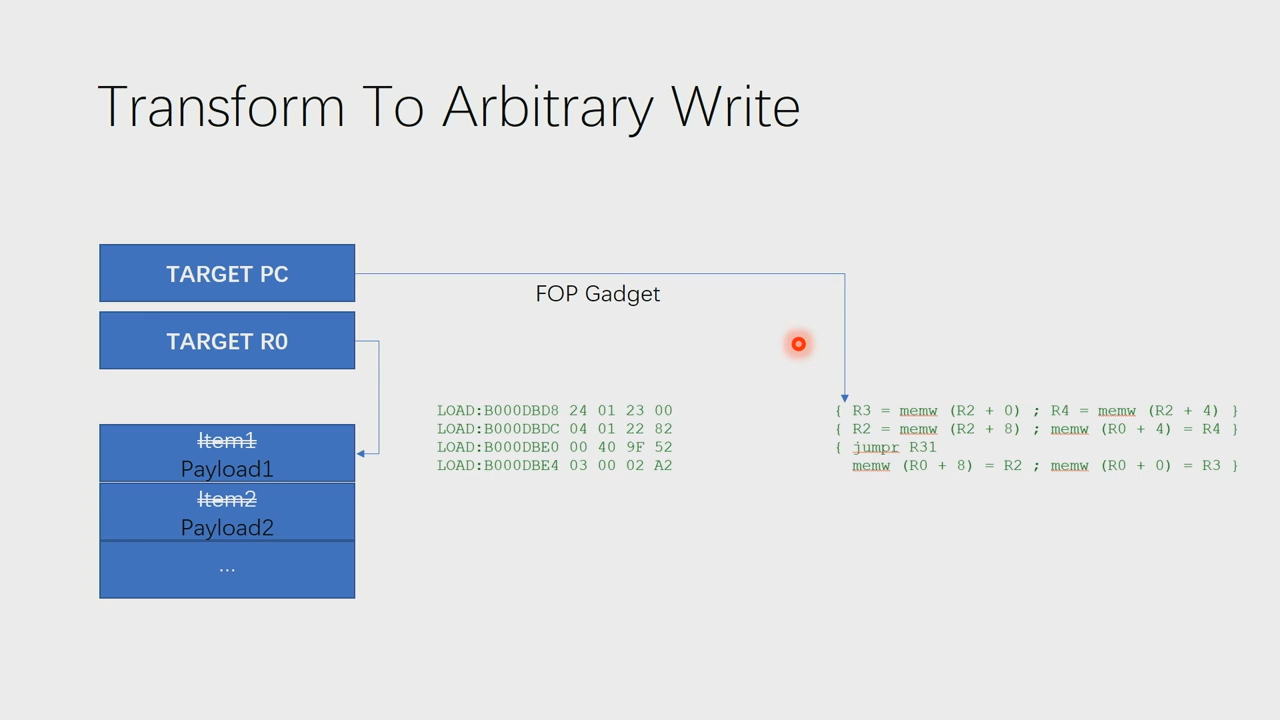 Transform To Arbitrary Write
TARGET PC
FOP Gadget
TARGET R0
LOAD:B000DBD8 24 01 23 00
LOAD:B000DBDC 04 01 22 82
LOAD:B000DBE0 00 40 9F 52
LOAD:B000DBE4 03 00 02 A2
{ R3 = memw (R2 + 0) ; R4 = memw (R2 + 4) }
{ R2 = memw (R2 + 8) ; memw (R0 + 4) = R4 }
{ jumpr R31
memw (R0 + 8) = R2 ; memw (R0 + 0) = R3 }
Item1
Payload1
Item2
Payload2
...